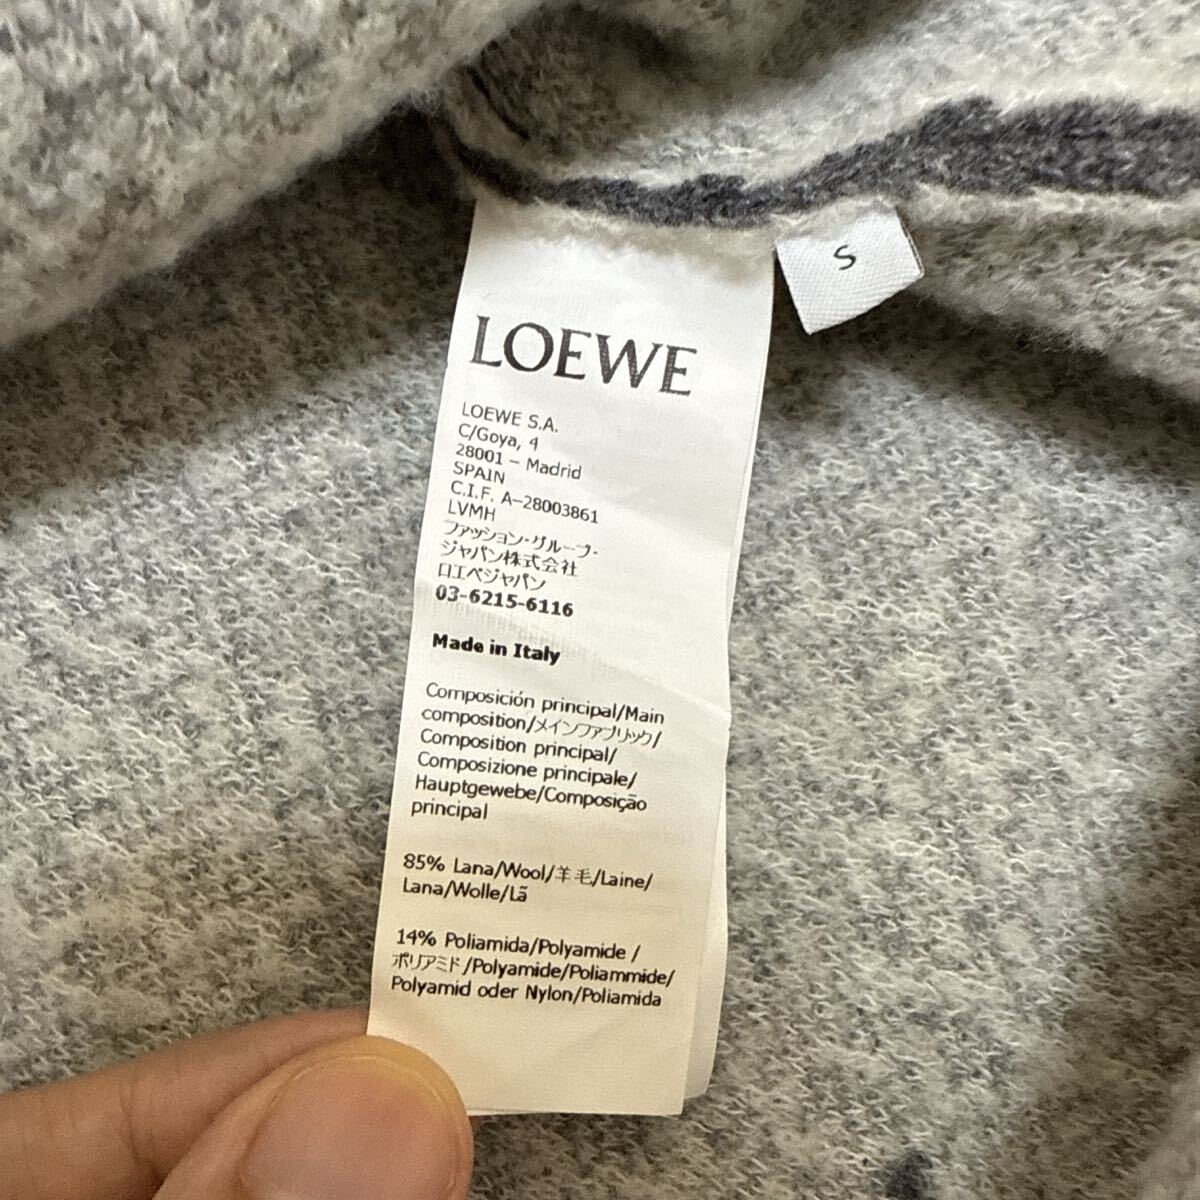 S
LOEWE
LOEWE S.A.
C/Goya, 4
28001 – Madrid
SPAIN
C.I.F. A-28003861
LVMH
ファッション・グループ・
ジャパン株式会社
ロエベジャパン
03-6215-6116
Made in Italy
Composición principal/Main
composition/メインファブリック/
Composition principal/
Composizione principale/
Hauptgewebe/Composição
principal
85% Lana/Wool/羊毛/Laine/
Lana/Wolle/Lã
14% Poliamida/Polyamide /
ポリアミド/Polyamide/Poliammide/
Polyamid oder Nylon/Poliamida